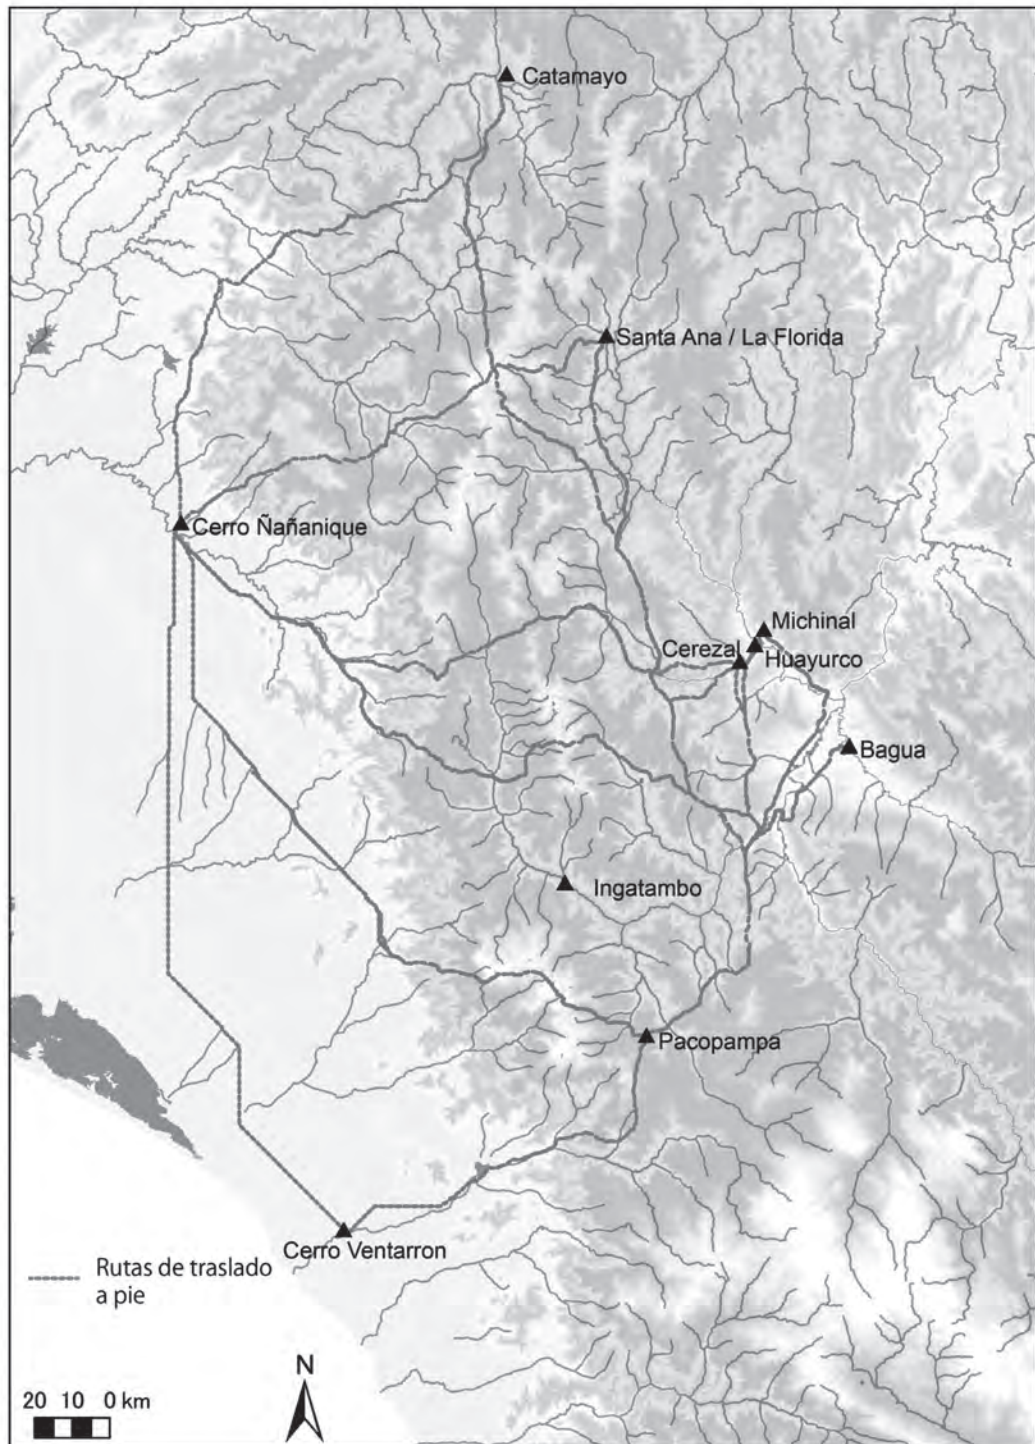 Catamayo
Santa Ana / La Florida
Cerro Ñañanique
Michinal
Cerezal
Huayurco
Bagua
Ingatambo
Pacopampa
Cerro Ventarron
Rutas de traslado
a pie
N
20 10 0 km